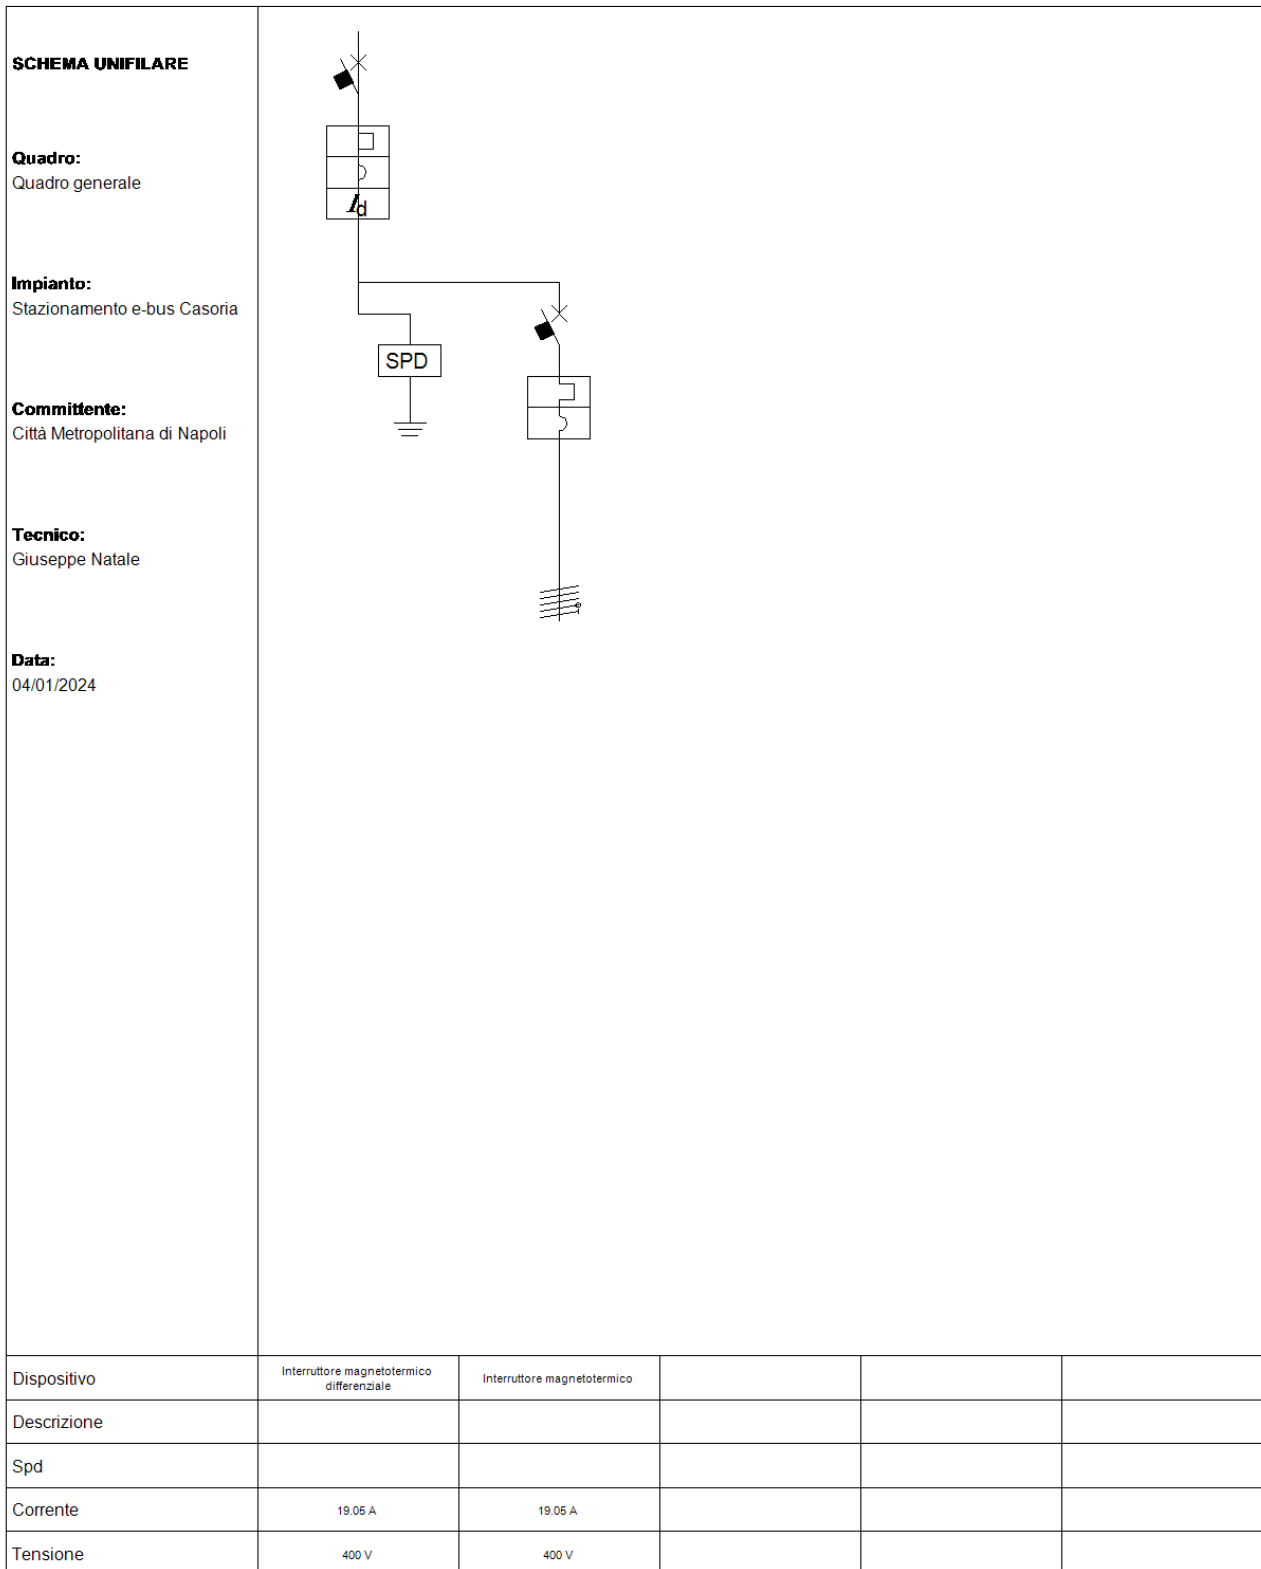 SCHEMA UNIFILARE
Quadro:
Quadro generale
Impianto:
Stazionamento e-bus Casoria
Committente:
Città Metropolitana di Napoli
Tecnico:
Giuseppe Natale
Data:
04/01/2024
Id
SPD
Dispositivo
Interruttore magnetotermico
differenziale
Interruttore magnetotermico
Descrizione
Spd
Corrente
19.05 A
19.05 A
Tensione
400 V
400 V